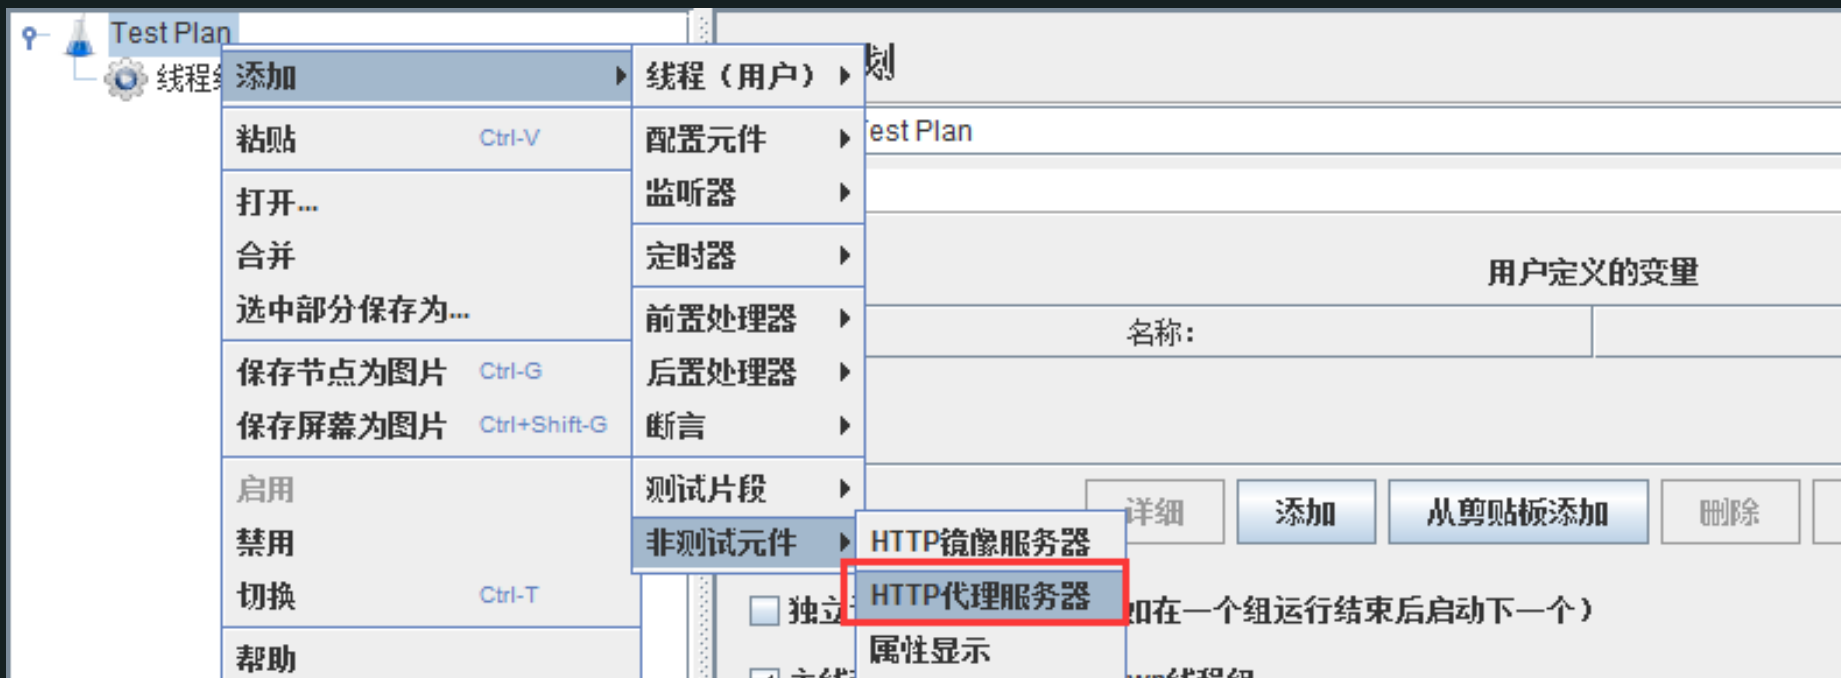 Test Plan
线程
添加
粘贴 Ctrl-V
打开...
合并
选中部分保存为...
保存节点为图片 Ctrl-G
保存屏幕为图片 Ctrl+Shift-G
启用
禁用
切换 Ctrl-T
帮助
线程（用户）
配置元件
监听器
定时器
前置处理器
后置处理器
断言
测试片段
非测试元件
HTTP镜像服务器
HTTP代理服务器
属性显示
划
est Plan
用户定义的变量
名称:
详细 添加 从剪贴板添加 删除
独立 如在一个组运行结束后启动下一个）
线程组